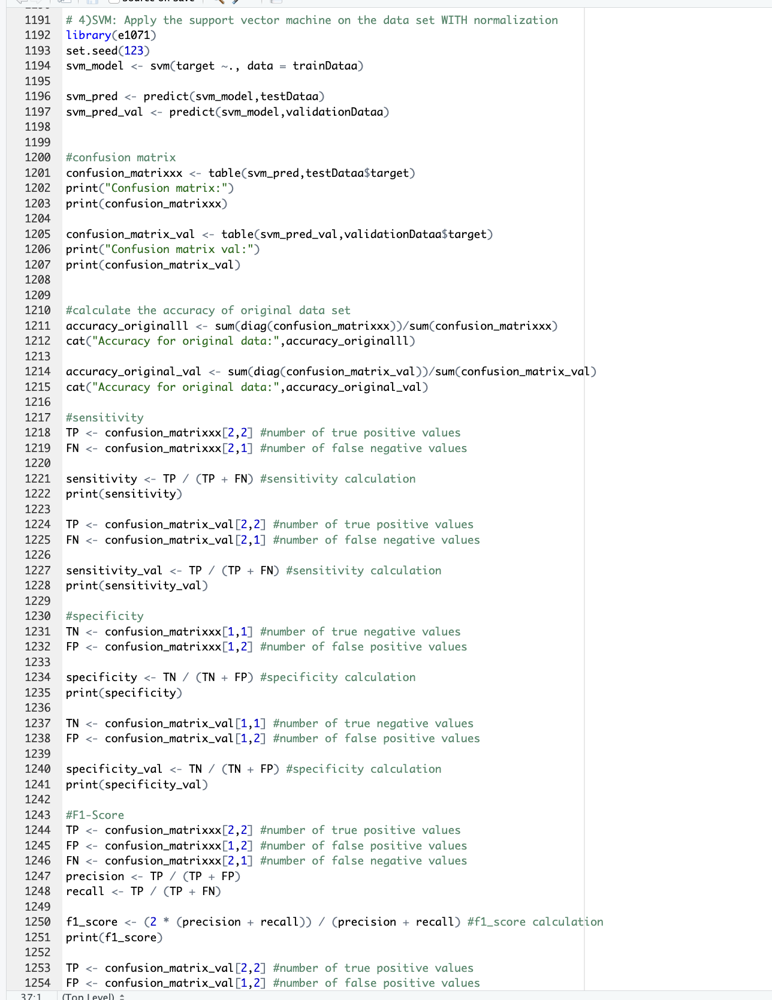 Source on Save
1191 # 4)SVM: Apply the support vector machine on the data set WITH normalization
1192 library(e1071)
1193 set.seed(123)
1194 svm_model <- svm(target ~., data = trainDataa)
1195
1196 svm_pred <- predict(svm_model,testDataa)
1197 svm_pred_val <- predict(svm_model,validationDataa)
1198
1199
1200 #confusion matrix
1201 confusion_matrixxx <- table(svm_pred,testDataa$target)
1202 print("Confusion matrix:")
1203 print(confusion_matrixxx)
1204
1205 confusion_matrix_val <- table(svm_pred_val,validationDataa$target)
1206 print("Confusion matrix val:")
1207 print(confusion_matrix_val)
1208
1209
1210 #calculate the accuracy of original data set
1211 accuracy_originalll <- sum(diag(confusion_matrixxx))/sum(confusion_matrixxx)
1212 cat("Accuracy for original data:",accuracy_originalll)
1213
1214 accuracy_original_val <- sum(diag(confusion_matrix_val))/sum(confusion_matrix_val)
1215 cat("Accuracy for original data:",accuracy_original_val)
1216
1217 #sensitivity
1218 TP <- confusion_matrixxx[2,2] #number of true positive values
1219 FN <- confusion_matrixxx[2,1] #number of false negative values
1220
1221 sensitivity <- TP / (TP + FN) #sensitivity calculation
1222 print(sensitivity)
1223
1224 TP <- confusion_matrix_val[2,2] #number of true positive values
1225 FN <- confusion_matrix_val[2,1] #number of false negative values
1226
1227 sensitivity_val <- TP / (TP + FN) #sensitivity calculation
1228 print(sensitivity_val)
1229
1230 #specificity
1231 TN <- confusion_matrixxx[1,1] #number of true negative values
1232 FP <- confusion_matrixxx[1,2] #number of false positive values
1233
1234 specificity <- TN / (TN + FP) #specificity calculation
1235 print(specificity)
1236
1237 TN <- confusion_matrix_val[1,1] #number of true negative values
1238 FP <- confusion_matrix_val[1,2] #number of false positive values
1239
1240 specificity_val <- TN / (TN + FP) #specificity calculation
1241 print(specificity_val)
1242
1243 #F1-Score
1244 TP <- confusion_matrixxx[2,2] #number of true positive values
1245 FP <- confusion_matrixxx[1,2] #number of false positive values
1246 FN <- confusion_matrixxx[2,1] #number of false negative values
1247 precision <- TP / (TP + FP)
1248 recall <- TP / (TP + FN)
1249
1250 f1_score <- (2 * (precision + recall)) / (precision + recall) #f1_score calculation
1251 print(f1_score)
1252
1253 TP <- confusion_matrix_val[2,2] #number of true positive values
1254 FP <- confusion_matrix_val[1,2] #number of false positive values
37:1 (Top Level)